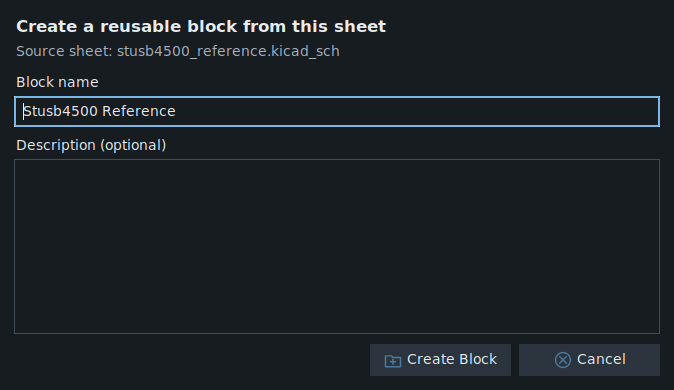 Create a reusable block from this sheet
Source sheet: stusb4500_reference.kicad_sch
Block name
Stusb4500 Reference
Description (optional)
Create Block
Cancel